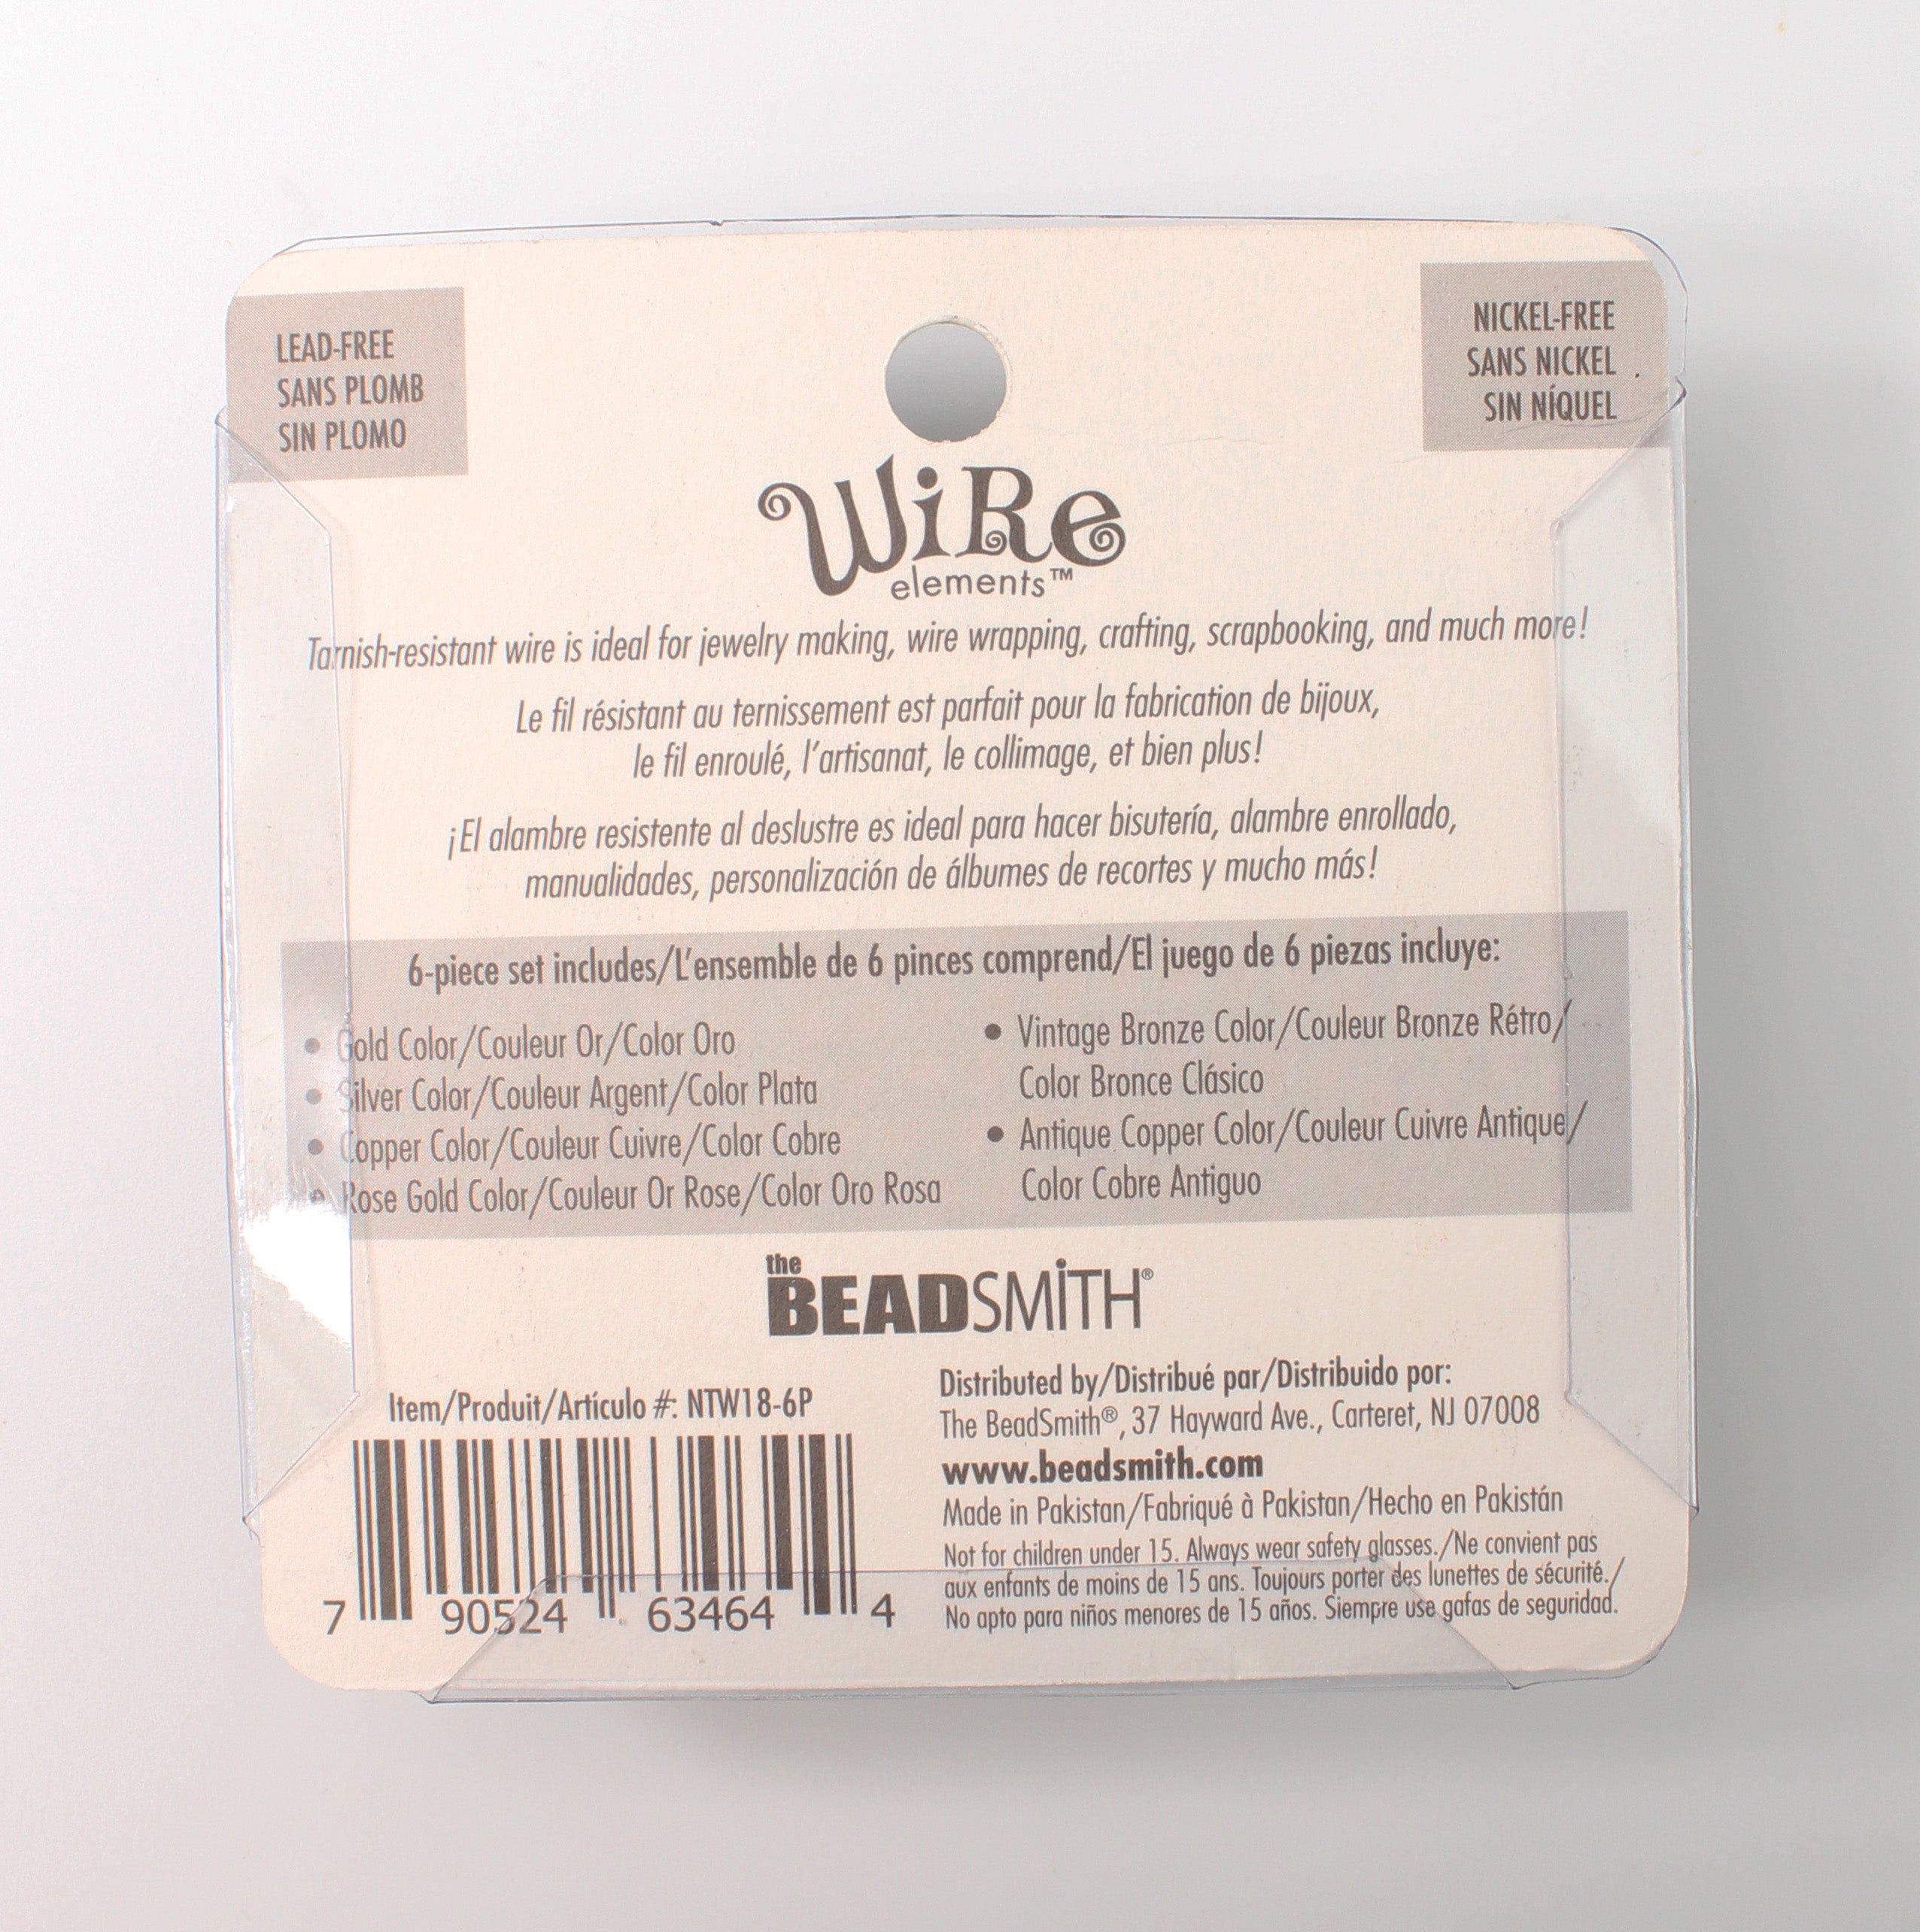 LEAD-FREE
SANS PLOMB
SIN PLOMO
NICKEL-FREE
SANS NICKEL
SIN NÍQUEL
WiRe
elements™
Tarnish-resistant wire is ideal for jewelry making, wire wrapping, crafting, scrapbooking, and much more!
Le fil résistant au ternissement est parfait pour la fabrication de bijoux,
le fil enroulé, l'artisanat, le collimage, et bien plus!
¡El alambre resistente al deslustre es ideal para hacer bisutería, alambre enrollado,
manualidades, personalización de álbumes de recortes y mucho más!
6-piece set includes/L'ensemble de 6 pinces comprend/El juego de 6 piezas incluye:
• Gold Color/Couleur Or/Color Oro
• Silver Color/Couleur Argent/Color Plata
• Copper Color/Couleur Cuivre/Color Cobre
• Rose Gold Color/Couleur Or Rose/Color Oro Rosa
• Vintage Bronze Color/Couleur Bronze Rétro/
Color Bronce Clásico
• Antique Copper Color/Couleur Cuivre Antique/
Color Cobre Antiguo
the
BEADSMiTH®
Item/Produit/Artículo #: NTW18-6P
7 90524 63464 4
Distributed by/Distribué par/Distribuido por:
The BeadSmith®, 37 Hayward Ave., Carteret, NJ 07008
www.beadsmith.com
Made in Pakistan/Fabriqué à Pakistan/Hecho en Pakistán
Not for children under 15. Always wear safety glasses./Ne convient pas
aux enfants de moins de 15 ans. Toujours porter des lunettes de sécurité./
No apto para niños menores de 15 años. Siempre use gafas de seguridad.